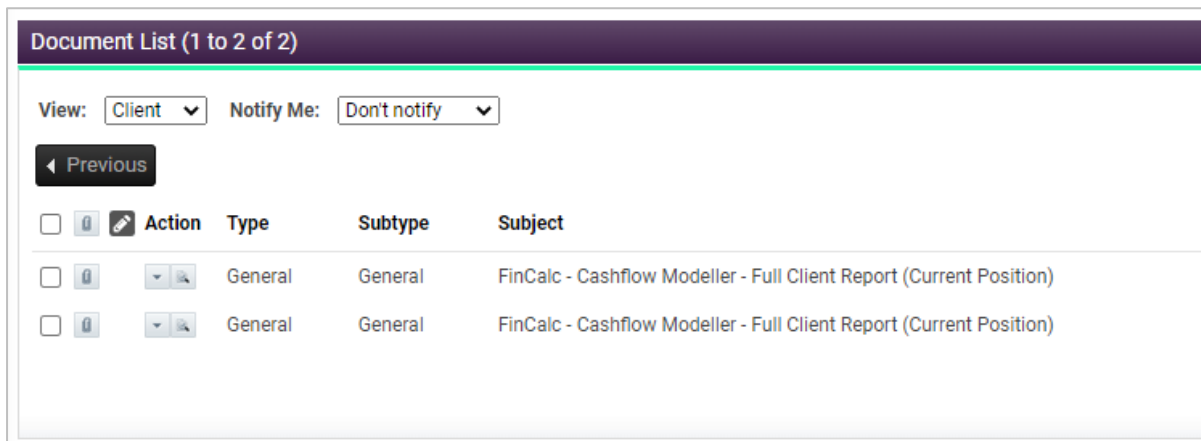 Document List (1 to 2 of 2)
View: Client Notify Me: Don't notify
Previous
Action Type Subtype Subject
General General FinCalc - Cashflow Modeller - Full Client Report (Current Position)
General General FinCalc - Cashflow Modeller - Full Client Report (Current Position)